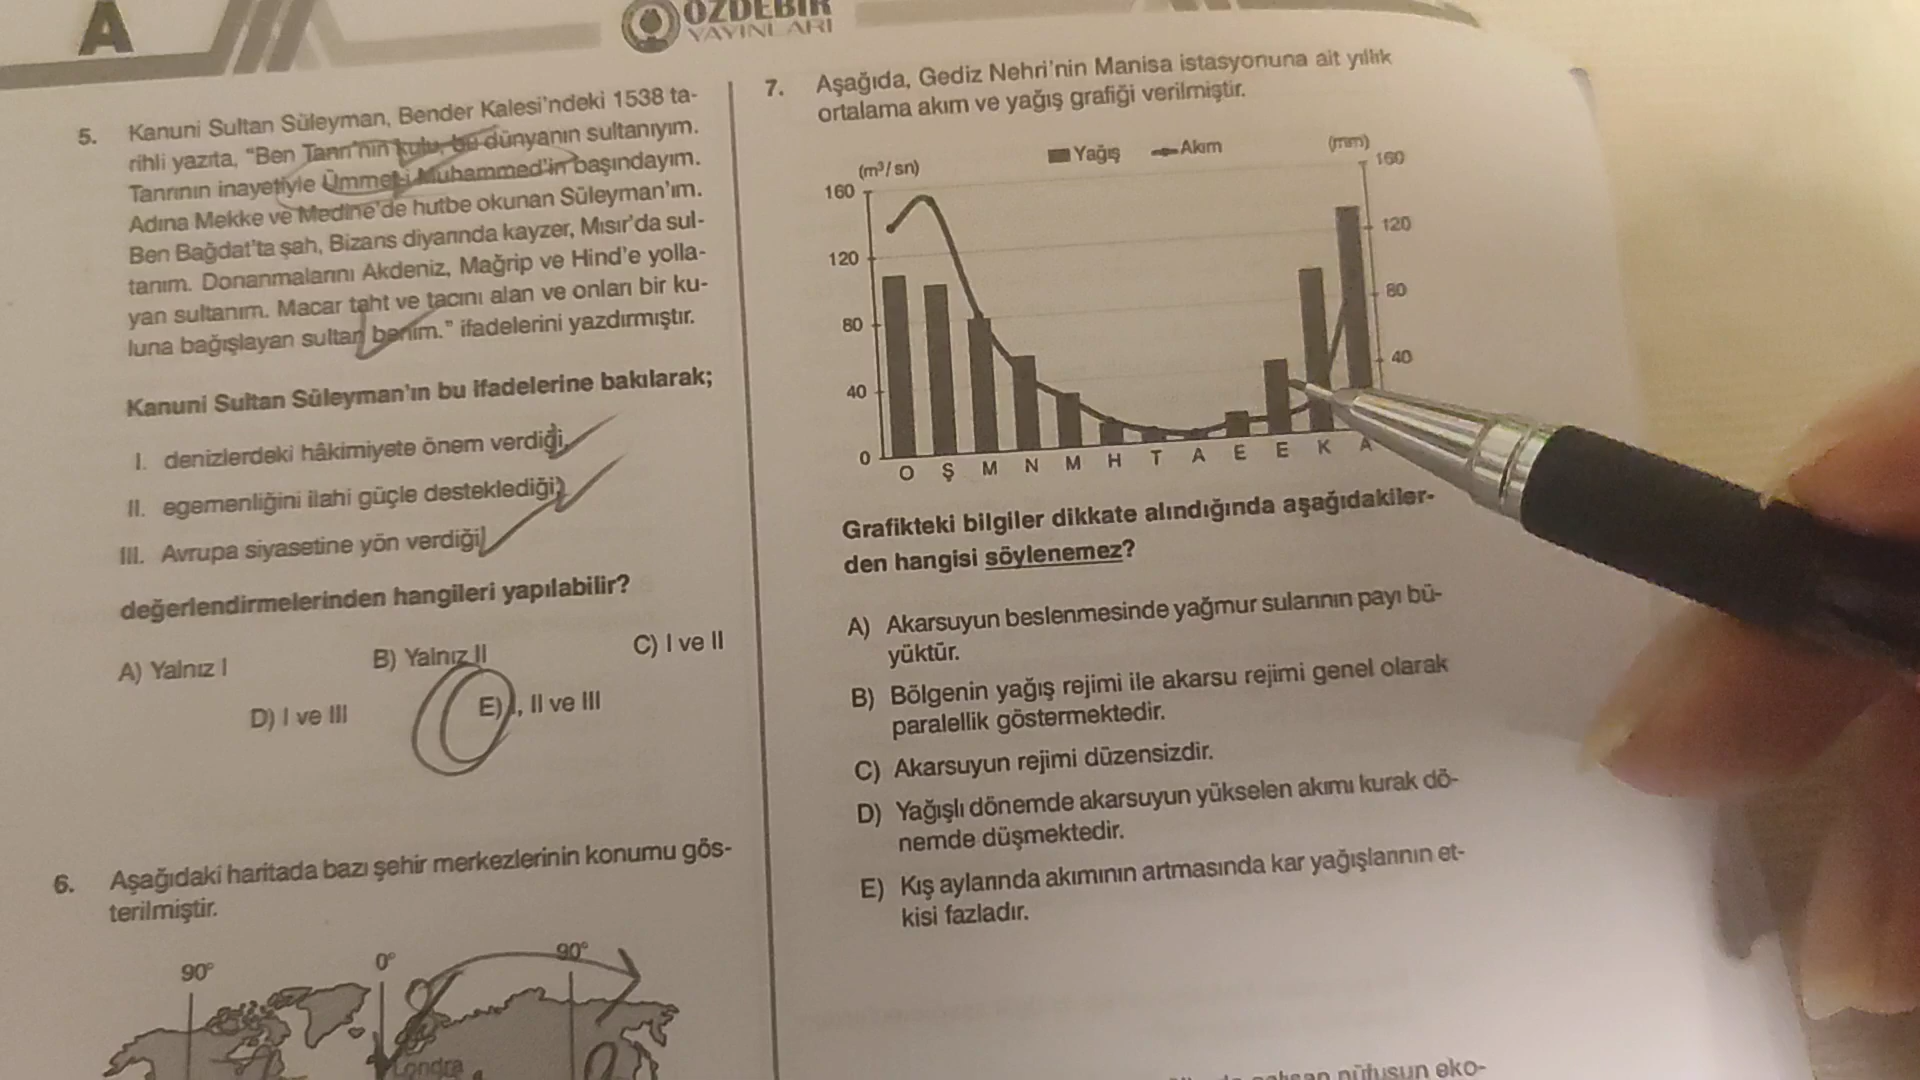 A
ÖZDEBİR
YAYINLARI
5. Kanuni Sultan Süleyman, Bender Kalesi'ndeki 1538 ta-
rihli yazıta, "Ben Tanrı'nın kulu, bu dünyanın sultanıyım.
Tanrının inayetiyle Ümmet-i Muhammed'in başındayım.
Adına Mekke ve Medine'de hutbe okunan Süleyman'ım.
Ben Bağdat'ta şah, Bizans diyarında kayzer, Mısır'da sul-
tanım. Donanmalarını Akdeniz, Mağrip ve Hind'e yolla-
yan sultanım. Macar taht ve tacını alan ve onları bir ku-
luna bağışlayan sultan benim." ifadelerini yazdırmıştır.
Kanuni Sultan Süleyman'ın bu ifadelerine bakılarak;
I. denizlerdeki hâkimiyete önem verdiği,
II. egemenliğini ilahi güçle desteklediği,
III. Avrupa siyasetine yön verdiği
değerlendirmelerinden hangileri yapılabilir?
A) Yalnız I
B) Yalnız II
C) I ve II
D) I ve III
E) I, II ve III
6. Aşağıdaki haritada bazı şehir merkezlerinin konumu gös-
terilmiştir.
90°
0°
90°
Londra
7. Aşağıda, Gediz Nehri'nin Manisa istasyonuna ait yıllık
ortalama akım ve yağış grafiği verilmiştir.
Yağış
Akım
(m³/sn)
(mm)
160
120
80
40
0
160
120
80
40
O Ş M N M H T A E E K A
Grafikteki bilgiler dikkate alındığında aşağıdakiler-
den hangisi söylenemez?
A) Akarsuyun beslenmesinde yağmur sularının payı bü-
yüktür.
B) Bölgenin yağış rejimi ile akarsu rejimi genel olarak
paralellik göstermektedir.
C) Akarsuyun rejimi düzensizdir.
D) Yağışlı dönemde akarsuyun yükselen akımı kurak dö-
nemde düşmektedir.
E) Kış aylarında akımının artmasında kar yağışlarının et-
kisi fazladır.
nüfusun eko-